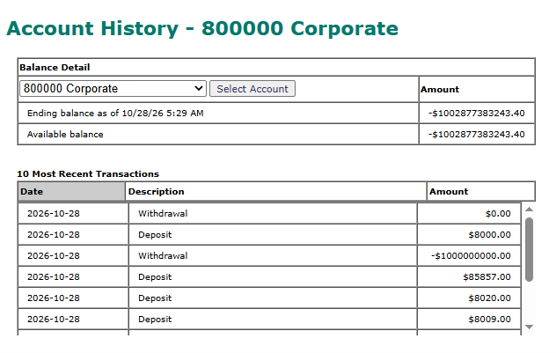 Account History - 800000 Corporate
Balance Detail
800000 Corporate Select Account Amount
Ending balance as of 10/28/26 5:29 AM -$1002877383243.40
Available balance -$1002877383243.40
10 Most Recent Transactions
Date Description Amount
2026-10-28 Withdrawal $0.00
2026-10-28 Deposit $8000.00
2026-10-28 Withdrawal -$1000000000.00
2026-10-28 Deposit $85857.00
2026-10-28 Deposit $8020.00
2026-10-28 Deposit $8009.00